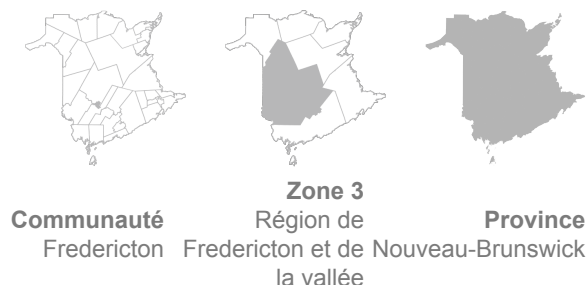 Communauté
Fredericton
Zone 3
Région de
Fredericton et de
la vallée
Province
Nouveau-Brunswick